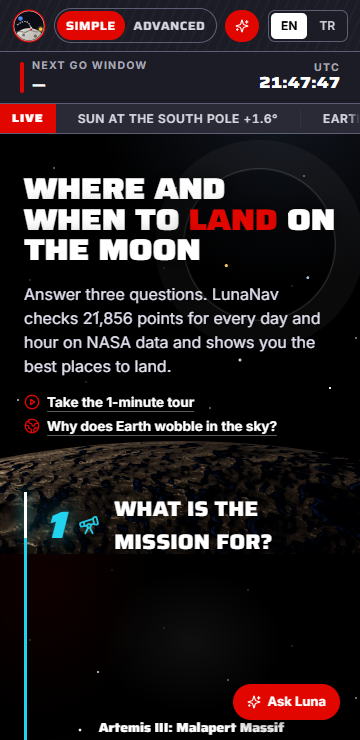 SIMPLE ADVANCED EN TR
NEXT GO WINDOW
—
UTC
21:47:47
LIVE SUN AT THE SOUTH POLE +1.6° EART
WHERE AND
WHEN TO LAND ON
THE MOON
Answer three questions. LunaNav
checks 21,856 points for every day and
hour on NASA data and shows you the
best places to land.
Take the 1-minute tour
Why does Earth wobble in the sky?
1 WHAT IS THE
MISSION FOR?
Ask Luna
Artemis III: Malapert Massif